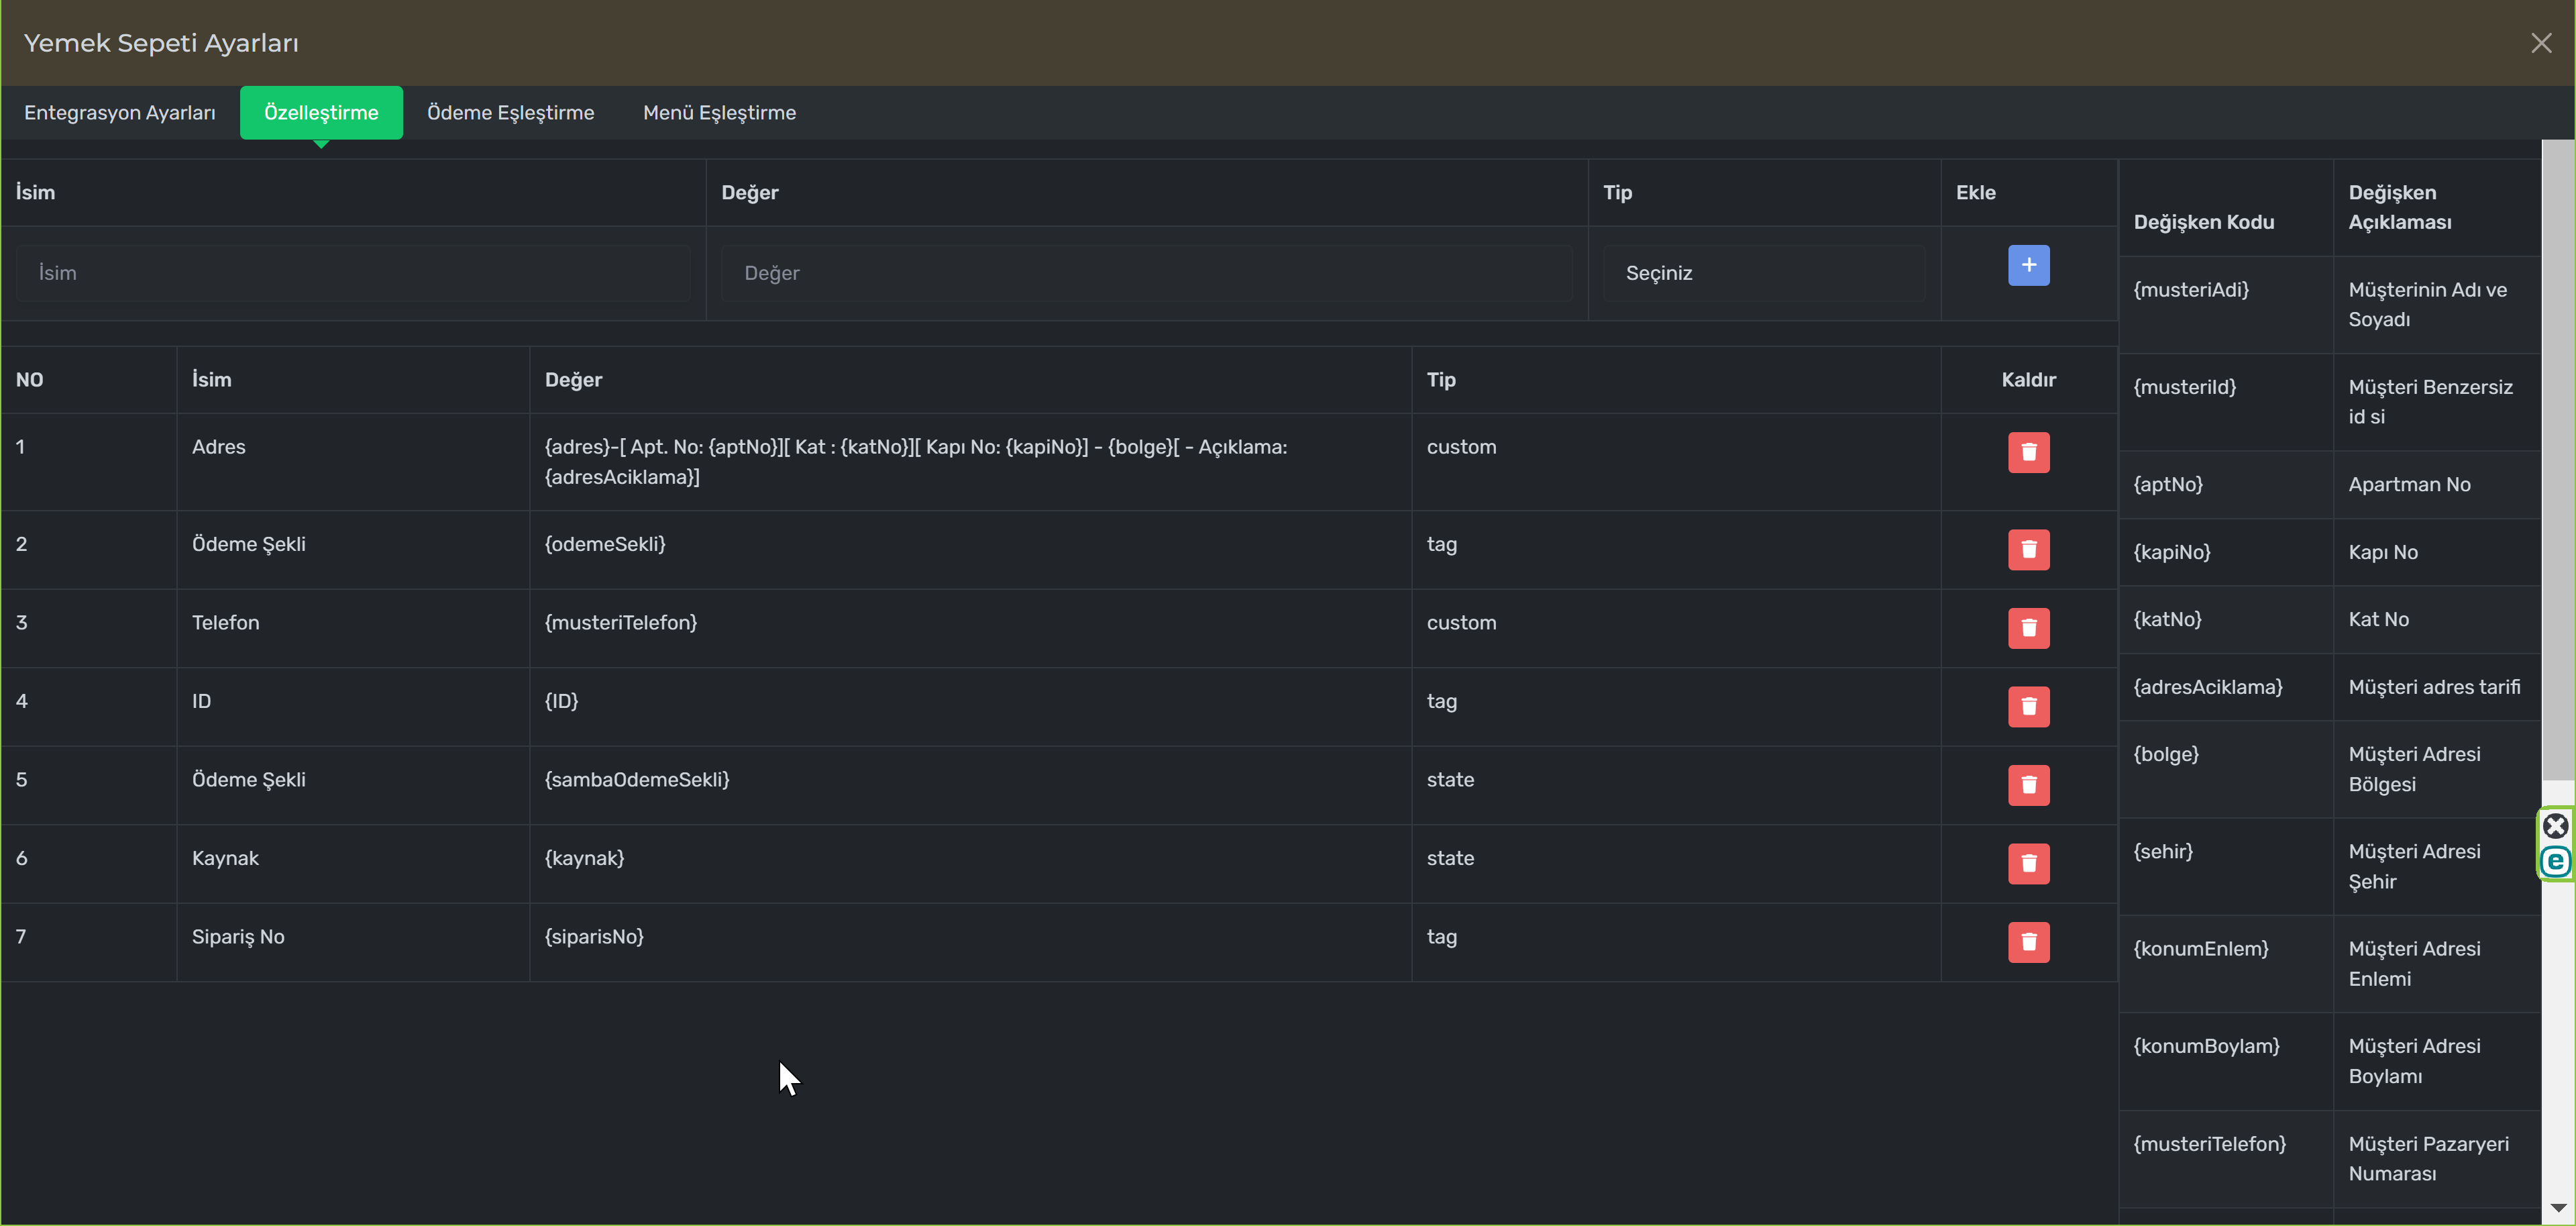 Yemek Sepeti Ayarları
Entegrasyon Ayarları
Özelleştirme
Ödeme Eşleştirme
Menü Eşleştirme
İsim
Değer
Tip
Ekle
İsim
Değer
Seçiniz
+
NO
İsim
Değer
Tip
Kaldır
1
Adres
{adres}-[ Apt. No: {aptNo}][ Kat : {katNo}][ Kapı No: {kapiNo}] - {bolge}[ - Açıklama:
{adresAciklama}]
custom
2
Ödeme Şekli
{odemeSekli}
tag
3
Telefon
{musteriTelefon}
custom
4
ID
{ID}
tag
5
Ödeme Şekli
{sambaOdemeSekli}
state
6
Kaynak
{kaynak}
state
7
Sipariş No
{siparisNo}
tag
Değişken Kodu
Değişken
Açıklaması
{musteriAdi}
Müşterinin Adı ve
Soyadı
{musteriId}
Müşteri Benzersiz
id si
{aptNo}
Apartman No
{kapiNo}
Kapı No
{katNo}
Kat No
{adresAciklama}
Müşteri adres tarifi
{bolge}
Müşteri Adresi
Bölgesi
{sehir}
Müşteri Adresi
Şehir
{konumEnlem}
Müşteri Adresi
Enlemi
{konumBoylam}
Müşteri Adresi
Boylamı
{musteriTelefon}
Müşteri Pazaryeri
Numarası
e